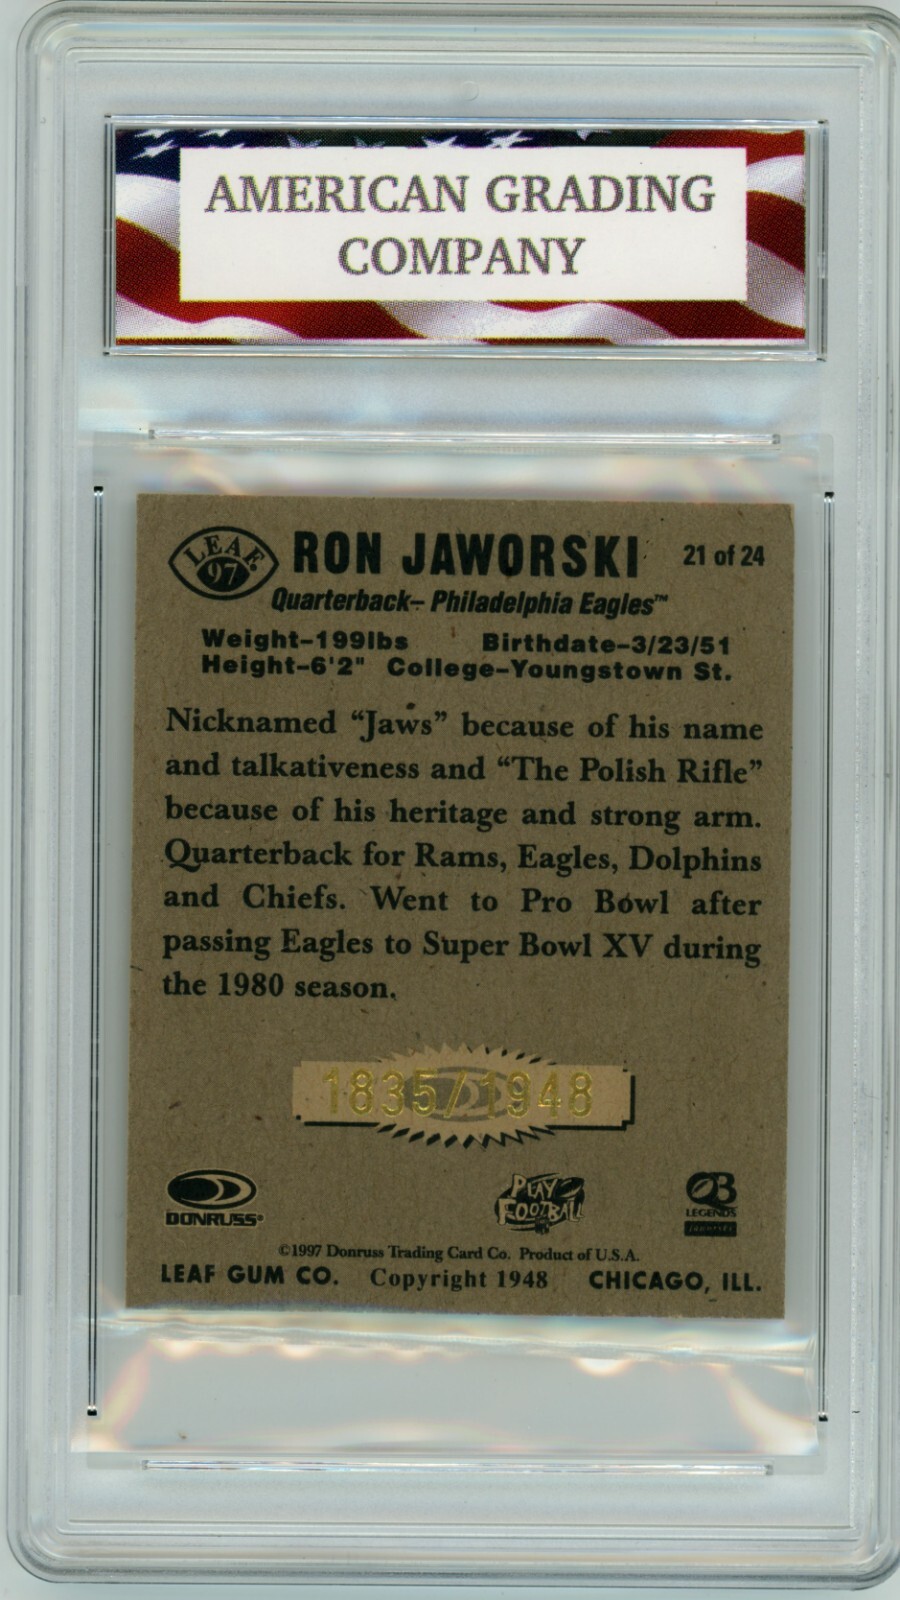 AMERICAN GRADING
COMPANY
LEAF
97
RON JAWORSKI
21 of 24
Quarterback- Philadelphia Eagles™
Weight-199lbs Birthdate-3/23/51
Height-6'2" College-Youngstown St.
Nicknamed “Jaws” because of his name
and talkativeness and “The Polish Rifle”
because of his heritage and strong arm.
Quarterback for Rams, Eagles, Dolphins
and Chiefs. Went to Pro Bowl after
passing Eagles to Super Bowl XV during
the 1980 season.
1835/1948
DONRUSS®
PLAY
FOOTBALL
QB
LEGENDS
Jaworski
©1997 Donruss Trading Card Co. Product of U.S.A.
LEAF GUM CO. Copyright 1948 CHICAGO, ILL.